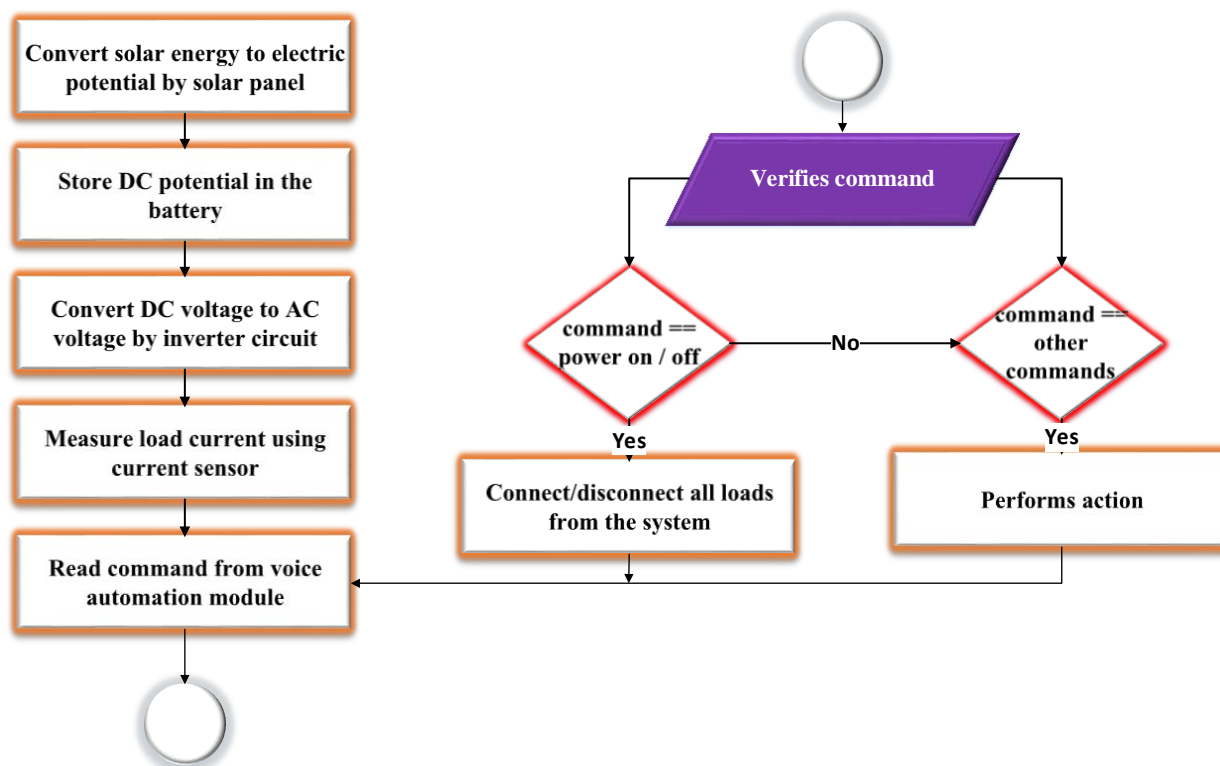 Convert solar energy to electric
potential by solar panel
Store DC potential in the
battery
Convert DC voltage to AC
voltage by inverter circuit
Measure load current using
current sensor
Read command from voice
automation module
Verifies command
command ==
power on / off
No
command ==
other
commands
Yes
Yes
Connect/disconnect all loads
from the system
Performs action